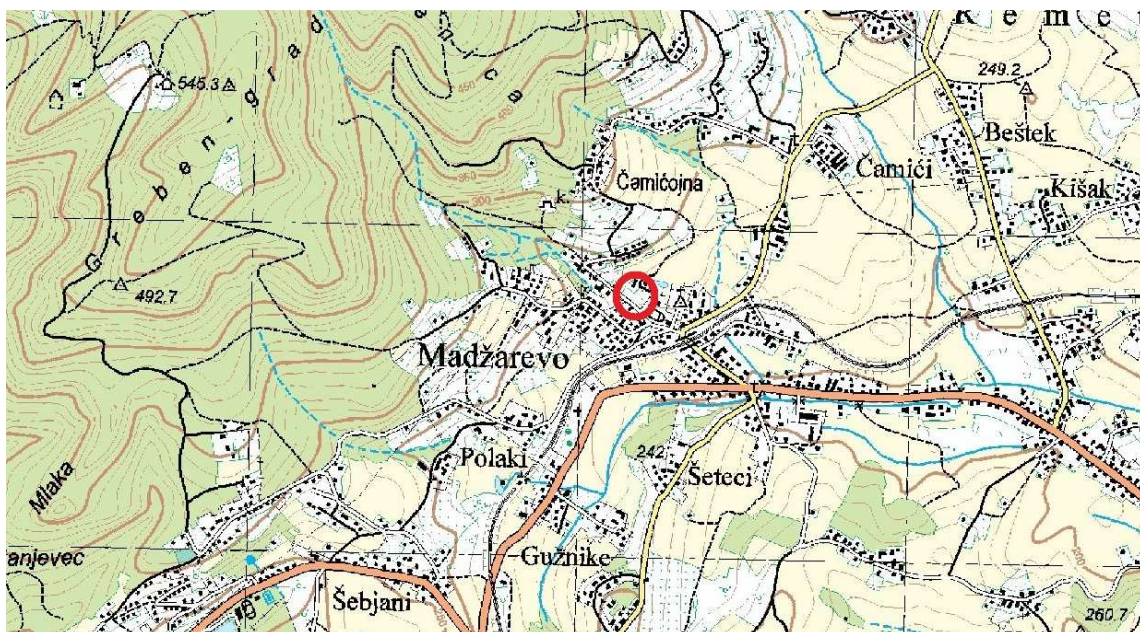 R e m e
545.3
249.2
Beštek
Greben-grad
Čamićojna
Čamići
Kišak
k.
492.7
Madžarevo
Polaki
242
Šeteci
Mlaka
anjevec
Gužnike
Šebjani
260.7